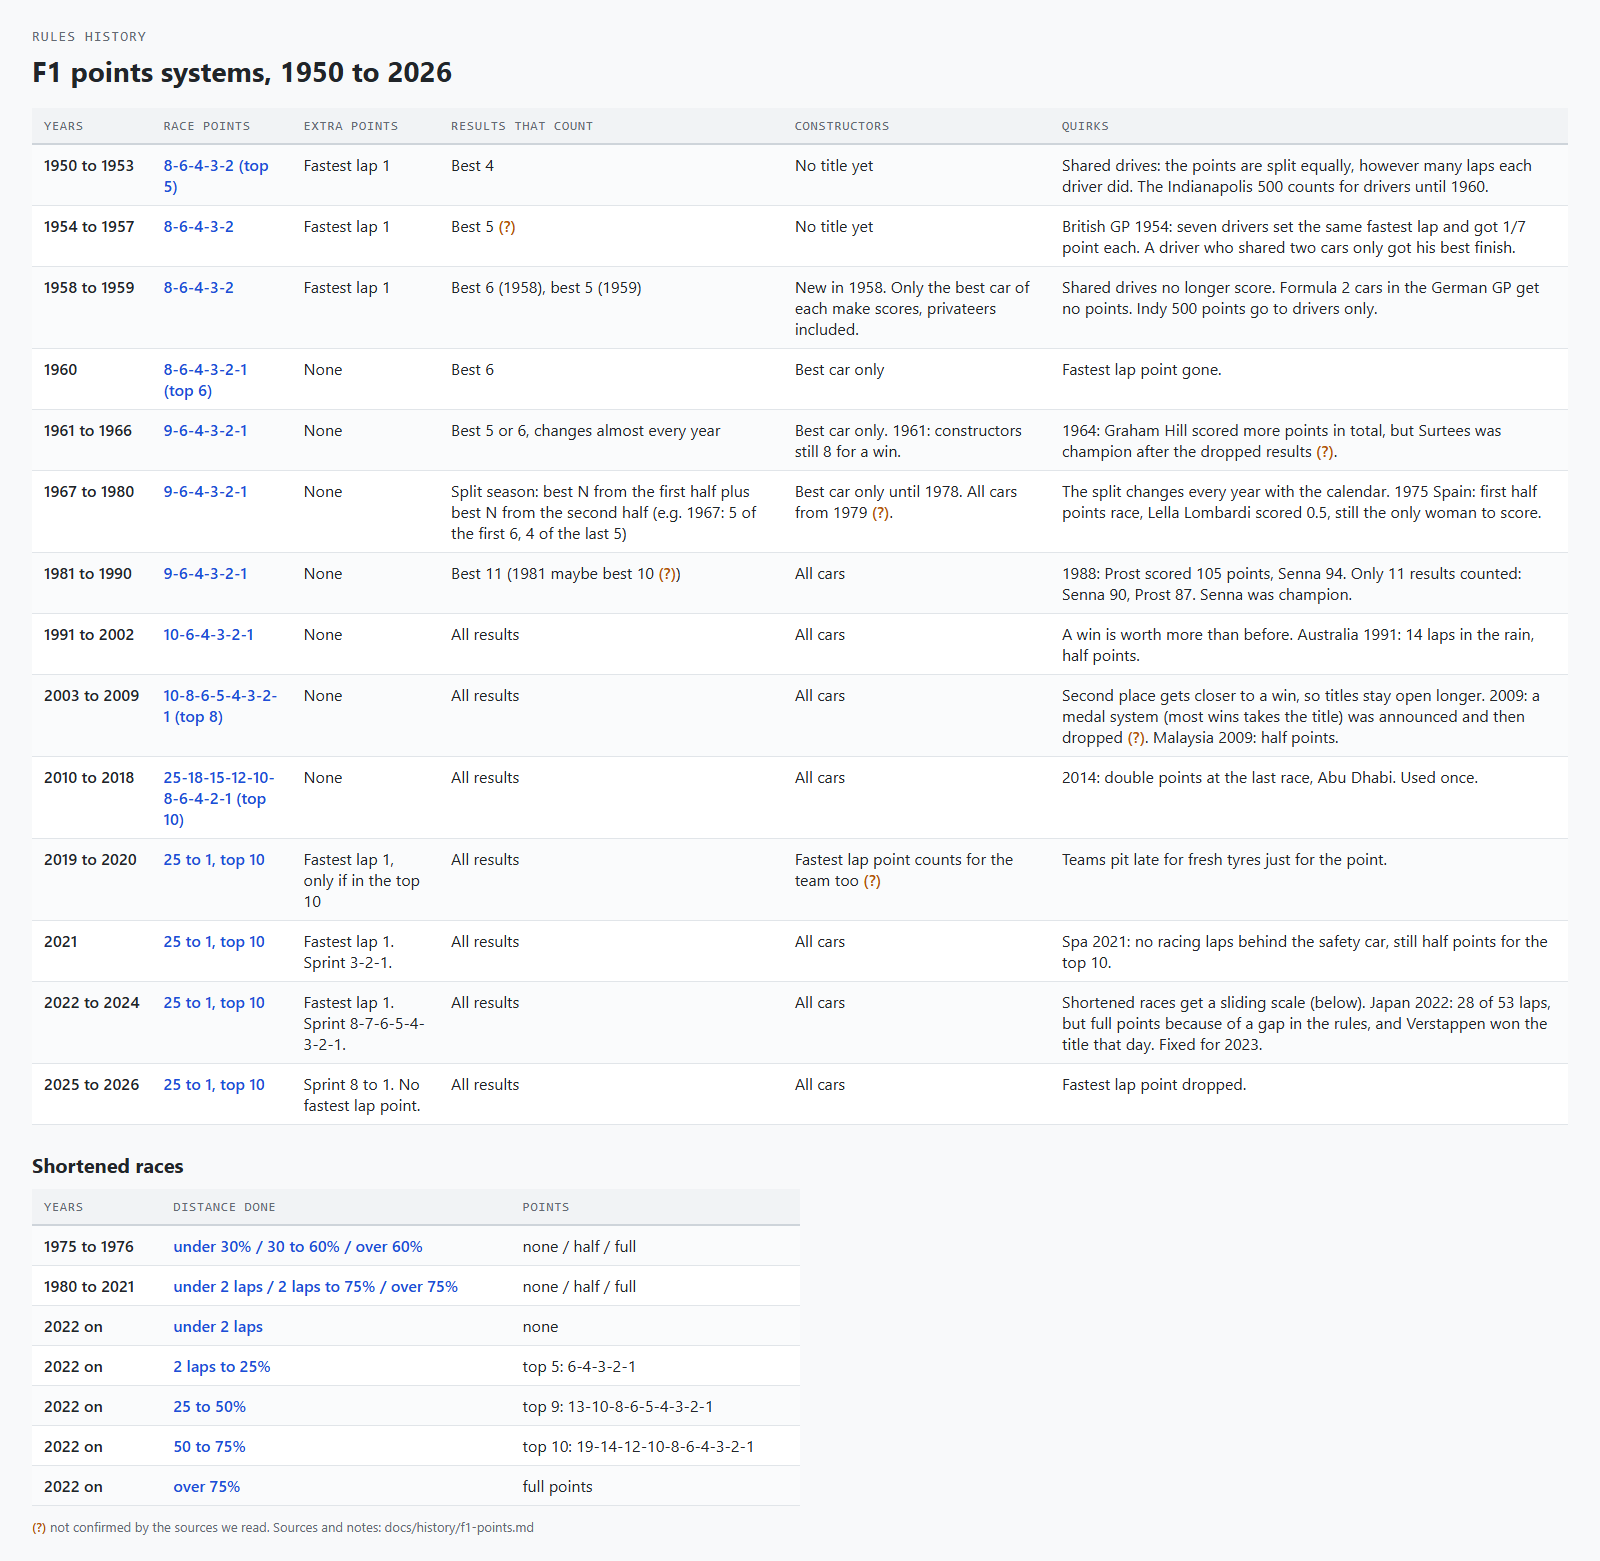 RULES HISTORY
F1 points systems, 1950 to 2026
YEARS RACE POINTS EXTRA POINTS RESULTS THAT COUNT CONSTRUCTORS QUIRKS
1950 to 1953 8-6-4-3-2 (top Fastest lap 1 Best 4 No title yet Shared drives: the points are split equally, however many laps each
5) driver did. The Indianapolis 500 counts for drivers until 1960.
1954 to 1957 8-6-4-3-2 Fastest lap 1 Best 5 (?) No title yet British GP 1954: seven drivers set the same fastest lap and got 1/7
point each. A driver who shared two cars only got his best finish.
1958 to 1959 8-6-4-3-2 Fastest lap 1 Best 6 (1958), best 5 (1959) New in 1958. Only the best car of Shared drives no longer score. Formula 2 cars in the German GP get
each make scores, privateers no points. Indy 500 points go to drivers only.
included.
1960 8-6-4-3-2-1 None Best 6 Best car only Fastest lap point gone.
(top 6)
1961 to 1966 9-6-4-3-2-1 None Best 5 or 6, changes almost every year Best car only. 1961: constructors 1964: Graham Hill scored more points in total, but Surtees was
still 8 for a win. champion after the dropped results (?).
1967 to 1980 9-6-4-3-2-1 None Split season: best N from the first half plus Best car only until 1978. All cars The split changes every year with the calendar. 1975 Spain: first half
best N from the second half (e.g. 1967: 5 of from 1979 (?). points race, Lella Lombardi scored 0.5, still the only woman to score.
the first 6, 4 of the last 5)
1981 to 1990 9-6-4-3-2-1 None Best 11 (1981 maybe best 10 (?)) All cars 1988: Prost scored 105 points, Senna 94. Only 11 results counted:
Senna 90, Prost 87. Senna was champion.
1991 to 2002 10-6-4-3-2-1 None All results All cars A win is worth more than before. Australia 1991: 14 laps in the rain,
half points.
2003 to 2009 10-8-6-5-4-3-2- None All results All cars Second place gets closer to a win, so titles stay open longer. 2009: a
1 (top 8) medal system (most wins takes the title) was announced and then
dropped (?). Malaysia 2009: half points.
2010 to 2018 25-18-15-12-10- None All results All cars 2014: double points at the last race, Abu Dhabi. Used once.
8-6-4-2-1 (top
10)
2019 to 2020 25 to 1, top 10 Fastest lap 1, All results Fastest lap point counts for the Teams pit late for fresh tyres just for the point.
only if in the top team too (?)
10
2021 25 to 1, top 10 Fastest lap 1. All results All cars Spa 2021: no racing laps behind the safety car, still half points for the
Sprint 3-2-1. top 10.
2022 to 2024 25 to 1, top 10 Fastest lap 1. All results All cars Shortened races get a sliding scale (below). Japan 2022: 28 of 53 laps,
Sprint 8-7-6-5-4- but full points because of a gap in the rules, and Verstappen won the
3-2-1. title that day. Fixed for 2023.
2025 to 2026 25 to 1, top 10 Sprint 8 to 1. No All results All cars Fastest lap point dropped.
fastest lap point.
Shortened races
YEARS DISTANCE DONE POINTS
1975 to 1976 under 30% / 30 to 60% / over 60% none / half / full
1980 to 2021 under 2 laps / 2 laps to 75% / over 75% none / half / full
2022 on under 2 laps none
2022 on 2 laps to 25% top 5: 6-4-3-2-1
2022 on 25 to 50% top 9: 13-10-8-6-5-4-3-2-1
2022 on 50 to 75% top 10: 19-14-12-10-8-6-4-3-2-1
2022 on over 75% full points
(?) not confirmed by the sources we read. Sources and notes: docs/history/f1-points.md